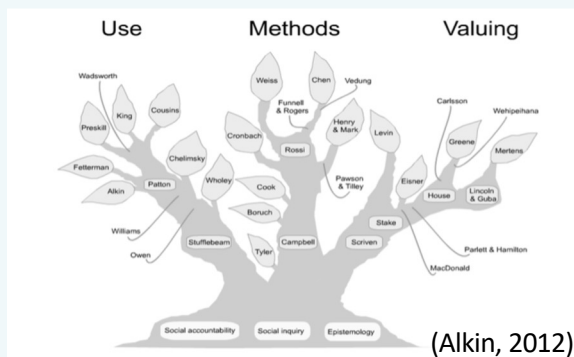 Use
Methods
Valuing
Wadsworth
King
Cousins
Preskill
Chelimsky
Fetterman
Wholey
Alkin
Patton
Williams
Owen
Stufflebeam
Weiss
Chen
Vedung
Funnell
& Rogers
Henry
& Mark
Cronbach
Rossi
Cook
Pawson
& Tilley
Boruch
Tyler
Campbell
Levin
Carlsson
Wehipeihana
Greene
Mertens
Eisner
House
Lincoln
& Guba
Stake
Scriven
Parlett & Hamilton
MacDonald
Social accountability
Social inquiry
Epistemology
(Alkin, 2012)